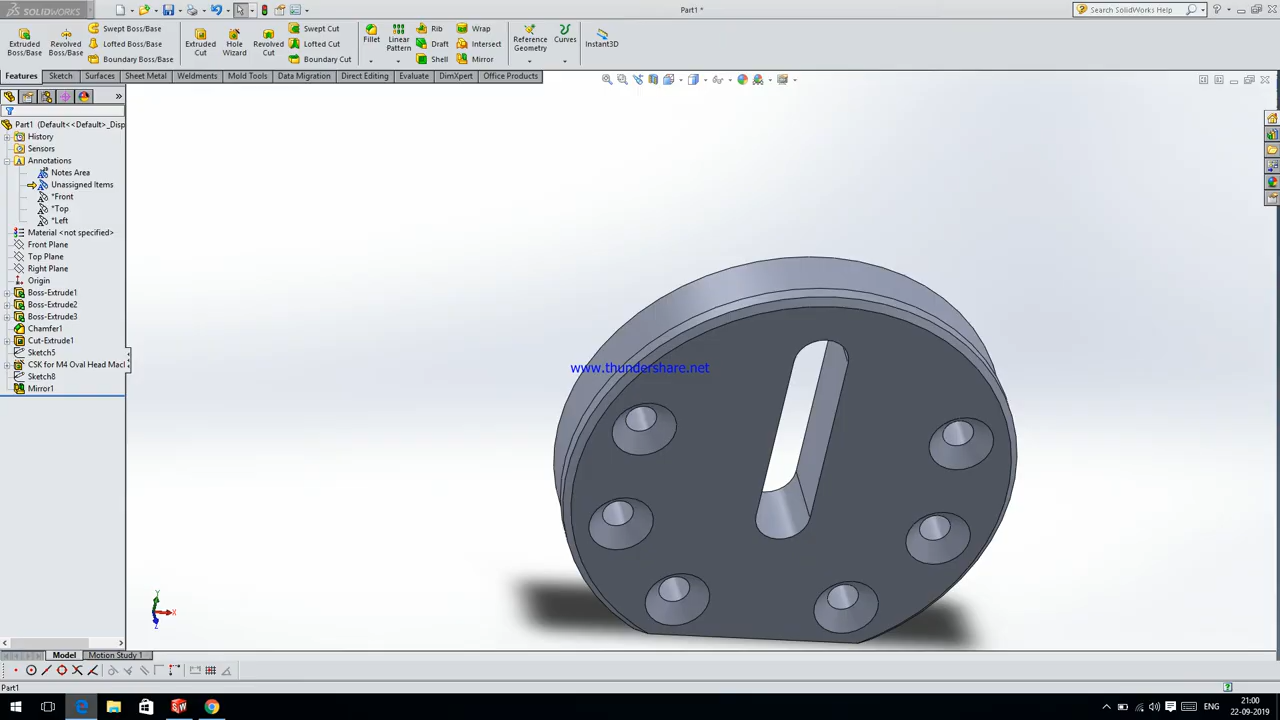 SOLIDWORKS
Part1 *
Search SolidWorks
Extruded Boss/Base
Revolved Boss/Base
Swept Boss/Base
Lofted Boss/Base
Boundary Boss/Base
Extruded Cut
Hole Wizard
Revolved Cut
Swept Cut
Lofted Cut
Boundary Cut
Fillet
Linear Pattern
Rib
Draft
Shell
Wrap
Intersect
Mirror
Reference Geometry
Curves
Instant3D
Features Sketch Surfaces Sheet Metal Weldments Mold Tools Data Migration Direct Editing Evaluate DimXpert Office Products
Part1 (Default<<Default>_Disp
History
Sensors
Annotations
Notes Area
Unassigned Items
*Front
*Top
*Left
Material <not specified>
Front Plane
Top Plane
Right Plane
Origin
Boss-Extrude1
Boss-Extrude2
Boss-Extrude3
Chamfer1
Cut-Extrude1
Sketch5
CSK for M4 Oval Head Macl
Sketch8
Mirror1
www.thundershare.net
Y
X
Z
Model Motion Study 1
Part1
ENG
21:00
22-09-2019